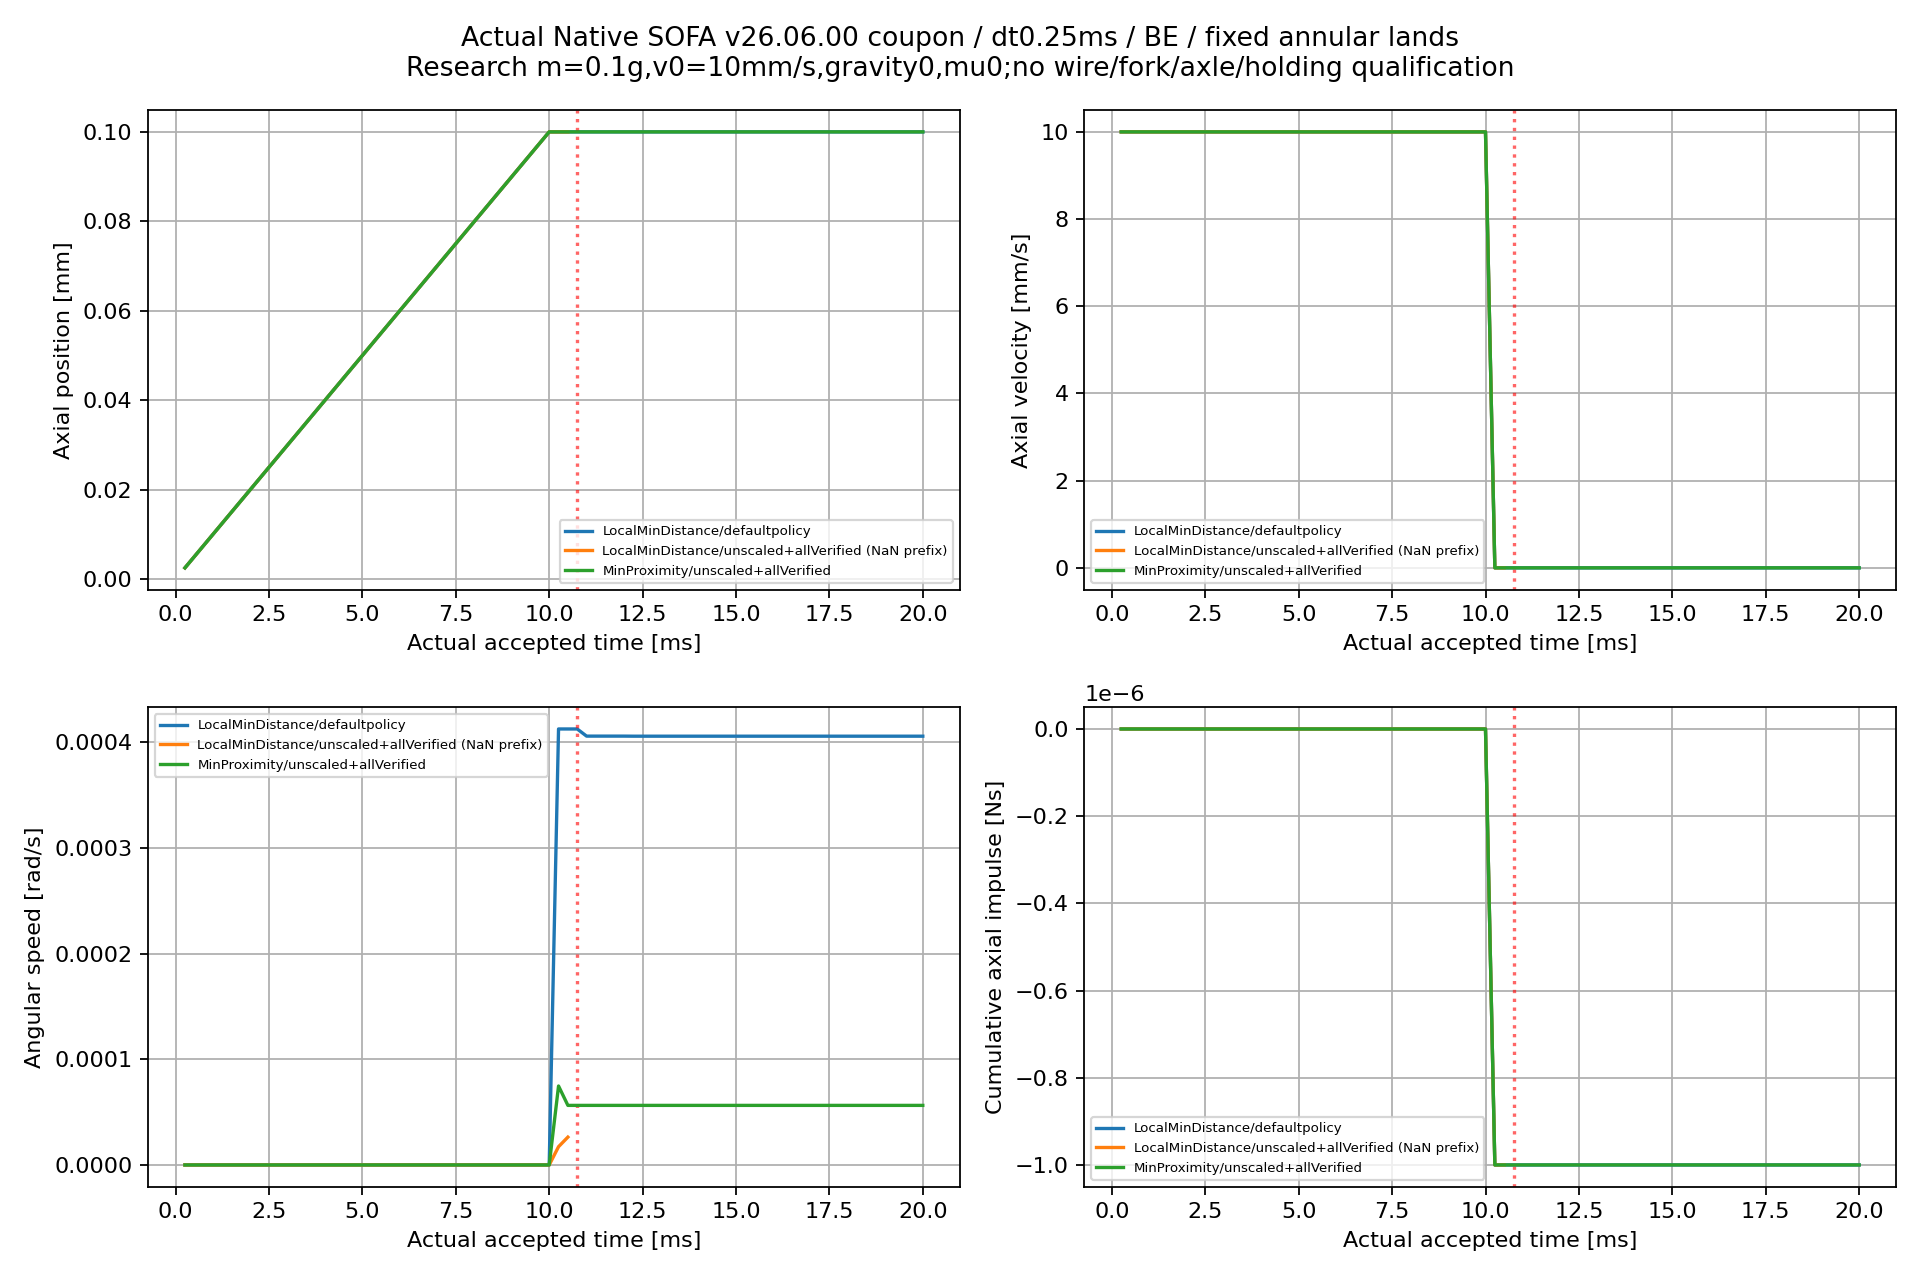 Actual Native SOFA v26.06.00 coupon / dt0.25ms / BE / fixed annular lands
Research m=0.1g,v0=10mm/s,gravity0,mu0;no wire/fork/axle/holding qualification
Axial position [mm]
0.10
0.08
0.06
0.04
0.02
0.00
LocalMinDistance/defaultpolicy
LocalMinDistance/unscaled+allVerified (NaN prefix)
MinProximity/unscaled+allVerified
0.0 2.5 5.0 7.5 10.0 12.5 15.0 17.5 20.0
Actual accepted time [ms]
Axial velocity [mm/s]
10
8
6
4
2
0
LocalMinDistance/defaultpolicy
LocalMinDistance/unscaled+allVerified (NaN prefix)
MinProximity/unscaled+allVerified
0.0 2.5 5.0 7.5 10.0 12.5 15.0 17.5 20.0
Actual accepted time [ms]
Angular speed [rad/s]
LocalMinDistance/defaultpolicy
LocalMinDistance/unscaled+allVerified (NaN prefix)
MinProximity/unscaled+allVerified
0.0004
0.0003
0.0002
0.0001
0.0000
0.0 2.5 5.0 7.5 10.0 12.5 15.0 17.5 20.0
Actual accepted time [ms]
1e−6
Cumulative axial impulse [Ns]
0.0
−0.2
−0.4
−0.6
−0.8
−1.0
LocalMinDistance/defaultpolicy
LocalMinDistance/unscaled+allVerified (NaN prefix)
MinProximity/unscaled+allVerified
0.0 2.5 5.0 7.5 10.0 12.5 15.0 17.5 20.0
Actual accepted time [ms]